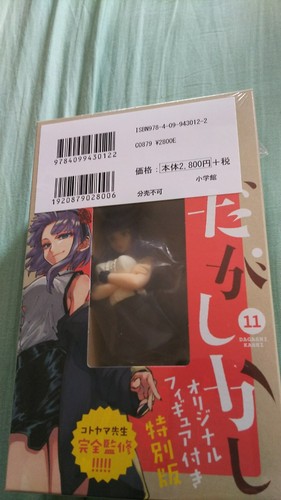 ISBN978-4-09-943012-2
C0879 ¥2800E
9784099430122
価格:本体2,800円+税
1920879028006
小学館
分売不可
だがしかし
11
DAGASHI
KASHI
オリジナル
フィギュア付き
特別版
コトヤマ先生
完全監修
!!!!!